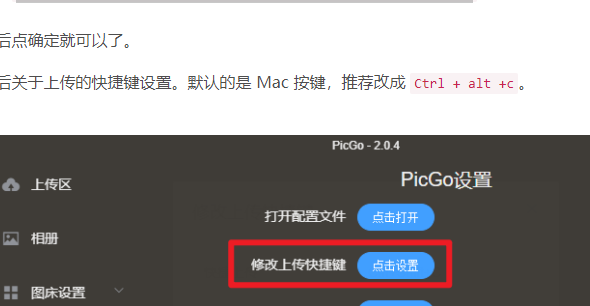 后点确定就可以了。
后关于上传的快捷键设置。默认的是 Mac 按键，推荐改成 Ctrl + alt +c 。
PicGo - 2.0.4
PicGo设置
上传区
打开配置文件 点击打开
相册
修改上传快捷键 点击设置
图床设置